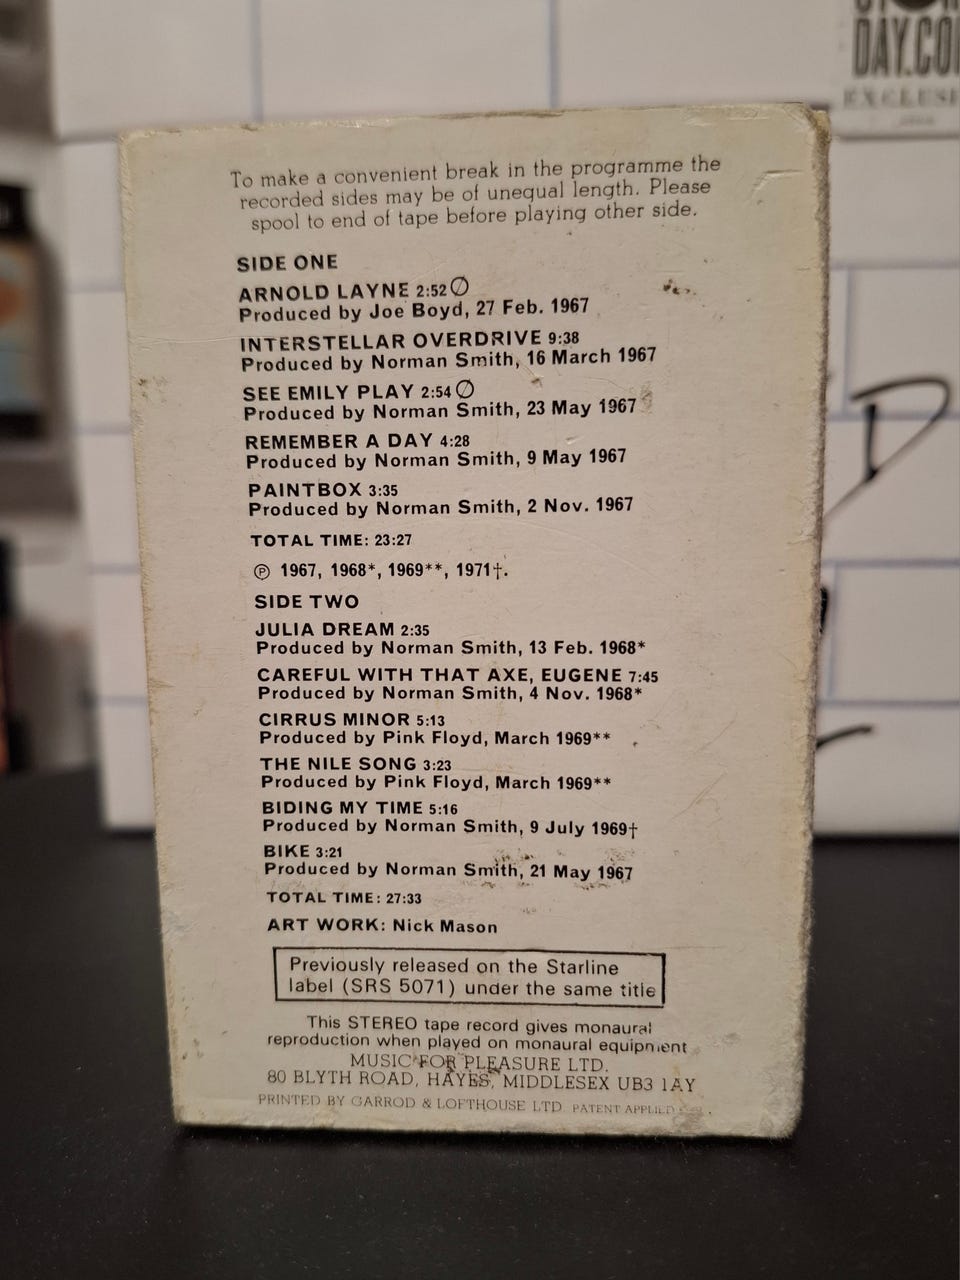 DAY.CO
EXCLUSI
To make a convenient break in the programme the
recorded sides may be of unequal length. Please
spool to end of tape before playing other side.
SIDE ONE
ARNOLD LAYNE 2:52 ∅
Produced by Joe Boyd, 27 Feb. 1967
INTERSTELLAR OVERDRIVE 9:38
Produced by Norman Smith, 16 March 1967
SEE EMILY PLAY 2:54 ∅
Produced by Norman Smith, 23 May 1967
REMEMBER A DAY 4:28
Produced by Norman Smith, 9 May 1967
PAINTBOX 3:35
Produced by Norman Smith, 2 Nov. 1967
TOTAL TIME: 23:27
℗ 1967, 1968*, 1969**, 1971†.
SIDE TWO
JULIA DREAM 2:35
Produced by Norman Smith, 13 Feb. 1968*
CAREFUL WITH THAT AXE, EUGENE 7:45
Produced by Norman Smith, 4 Nov. 1968*
CIRRUS MINOR 5:13
Produced by Pink Floyd, March 1969**
THE NILE SONG 3:23
Produced by Pink Floyd, March 1969**
BIDING MY TIME 5:16
Produced by Norman Smith, 9 July 1969†
BIKE 3:21
Produced by Norman Smith, 21 May 1967
TOTAL TIME: 27:33
ART WORK: Nick Mason
Previously released on the Starline
label (SRS 5071) under the same title
This STEREO tape record gives monaural
reproduction when played on monaural equipment
MUSIC FOR PLEASURE LTD.
80 BLYTH ROAD, HAYES, MIDDLESEX UB3 1AY
PRINTED BY GARROD & LOFTHOUSE LTD. PATENT APPLIED